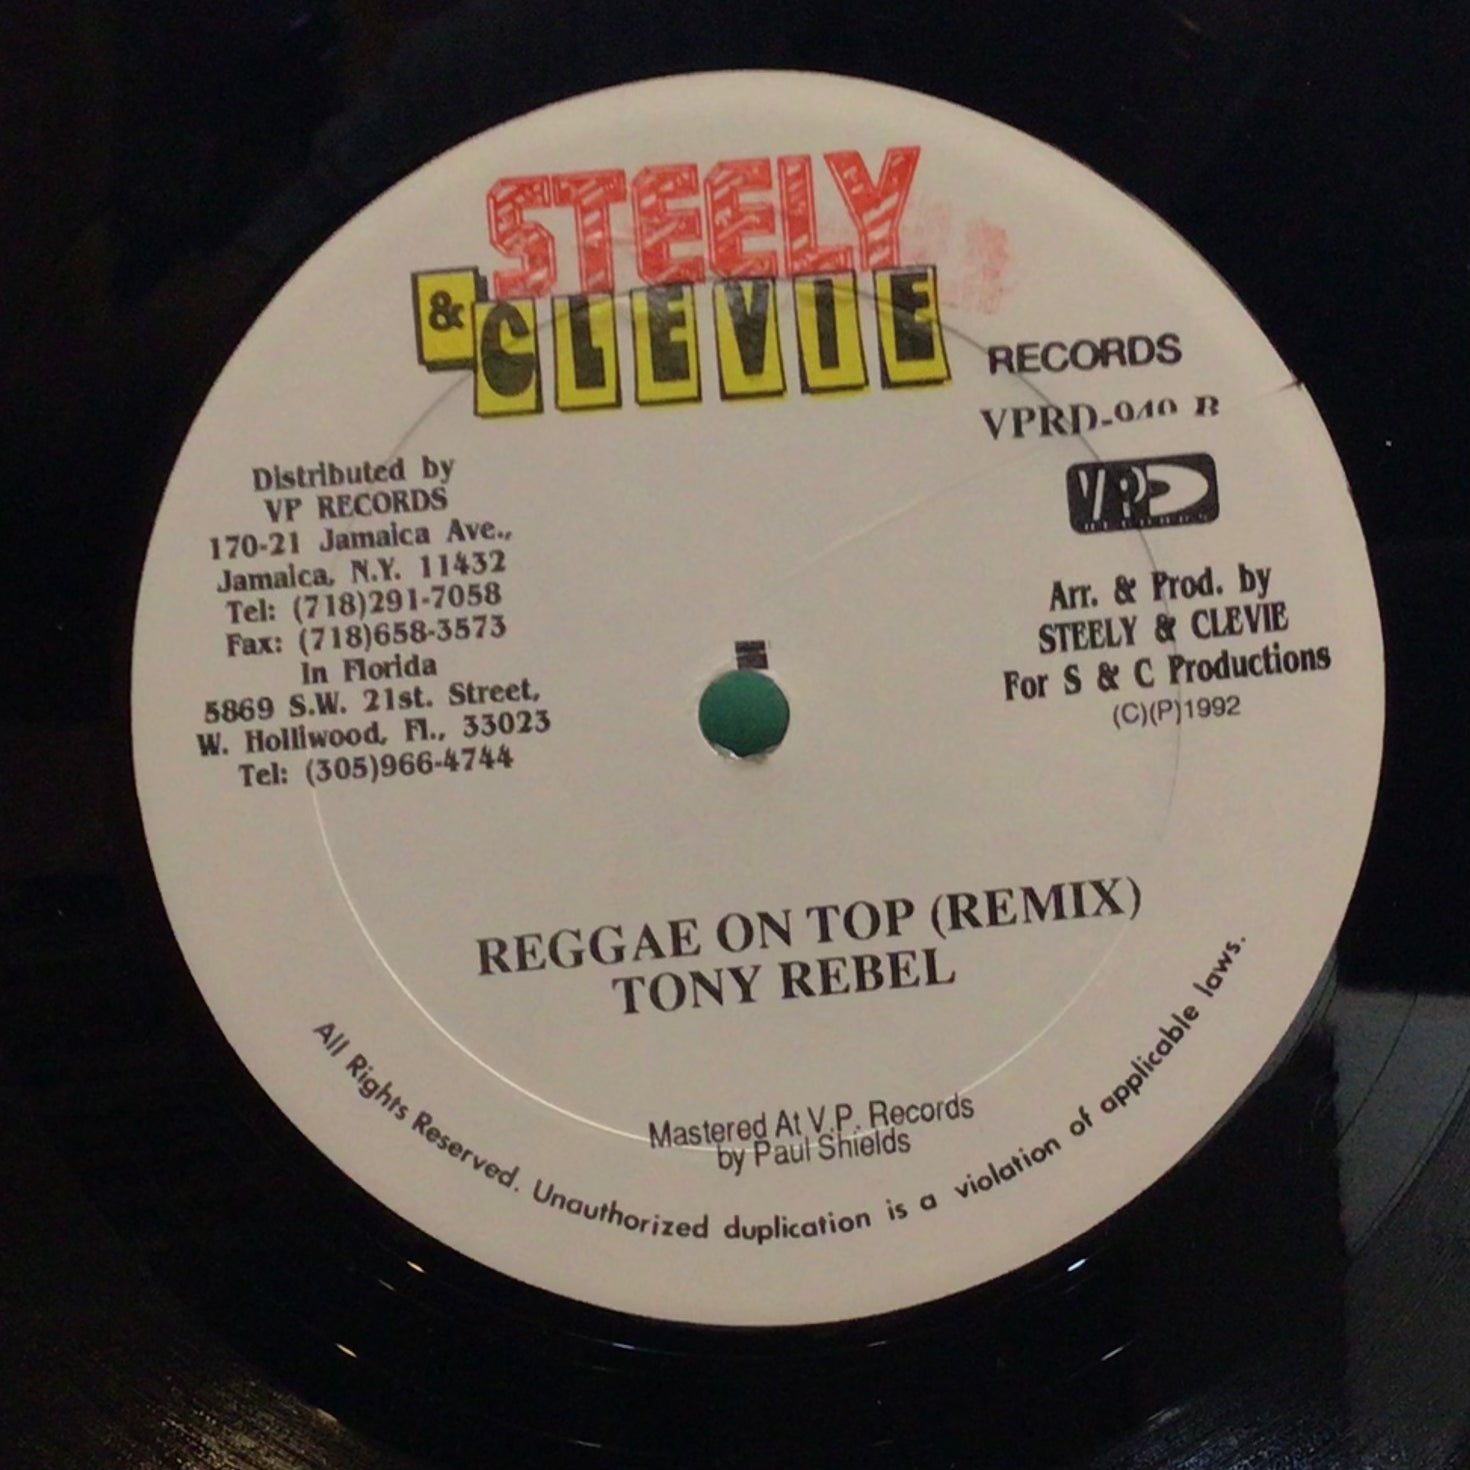 STEELY
& CLEVIE
RECORDS
VPRD-
VP
Distributed by
VP RECORDS
170-21 Jamaica Ave.,
Jamaica, N.Y. 11432
Tel: (718)291-7058
Fax: (718)658-3573
In Florida
5869 S.W. 21st. Street,
W. Holliwood, Fl., 33023
Tel: (305)966-4744
Arr. & Prod. by
STEELY & CLEVIE
For S & C Productions
(C)(P)1992
REGGAE ON TOP (REMIX)
TONY REBEL
Mastered At V.P. Records
by Paul Shields
All Rights Reserved. Unauthorized duplication is a violation of applicable laws.